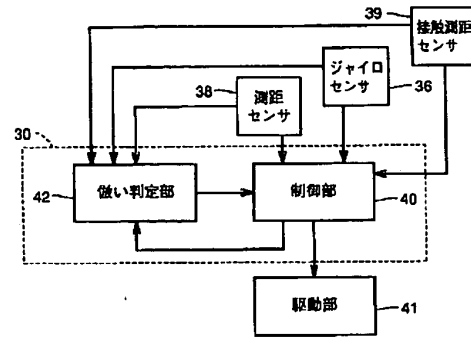 39
接触測距
センサ
ジャイロ
センサ
36
38
測距
センサ
30
倣い判定部
42
制御部
40
駆動部
41